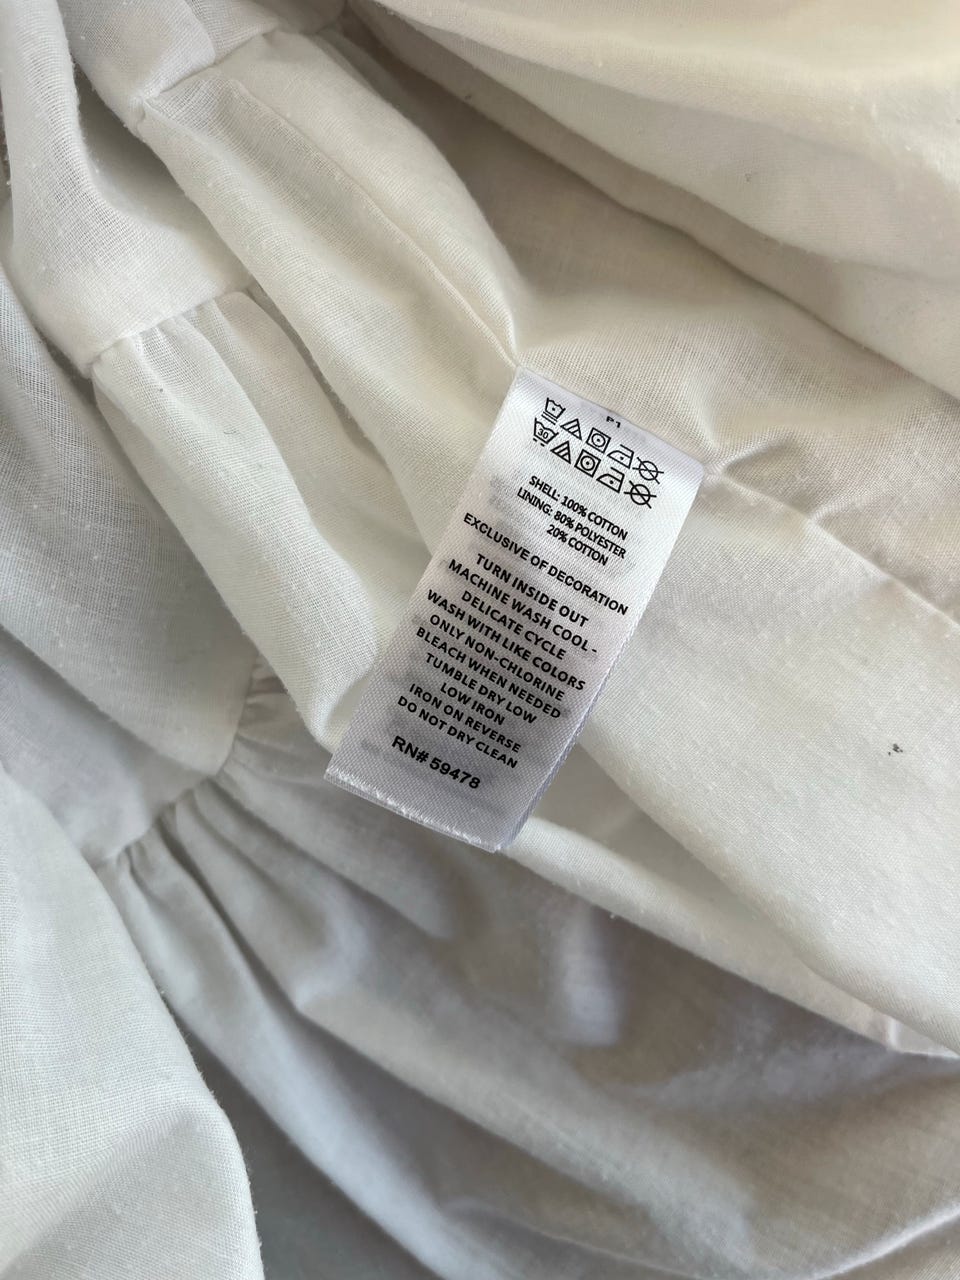 P1
30
SHELL: 100% COTTON
LINING: 80% POLYESTER
20% COTTON
EXCLUSIVE OF DECORATION
TURN INSIDE OUT
MACHINE WASH COOL -
DELICATE CYCLE
WASH WITH LIKE COLORS
ONLY NON-CHLORINE
BLEACH WHEN NEEDED
TUMBLE DRY LOW
LOW IRON
IRON ON REVERSE
DO NOT DRY CLEAN
RN# 59478